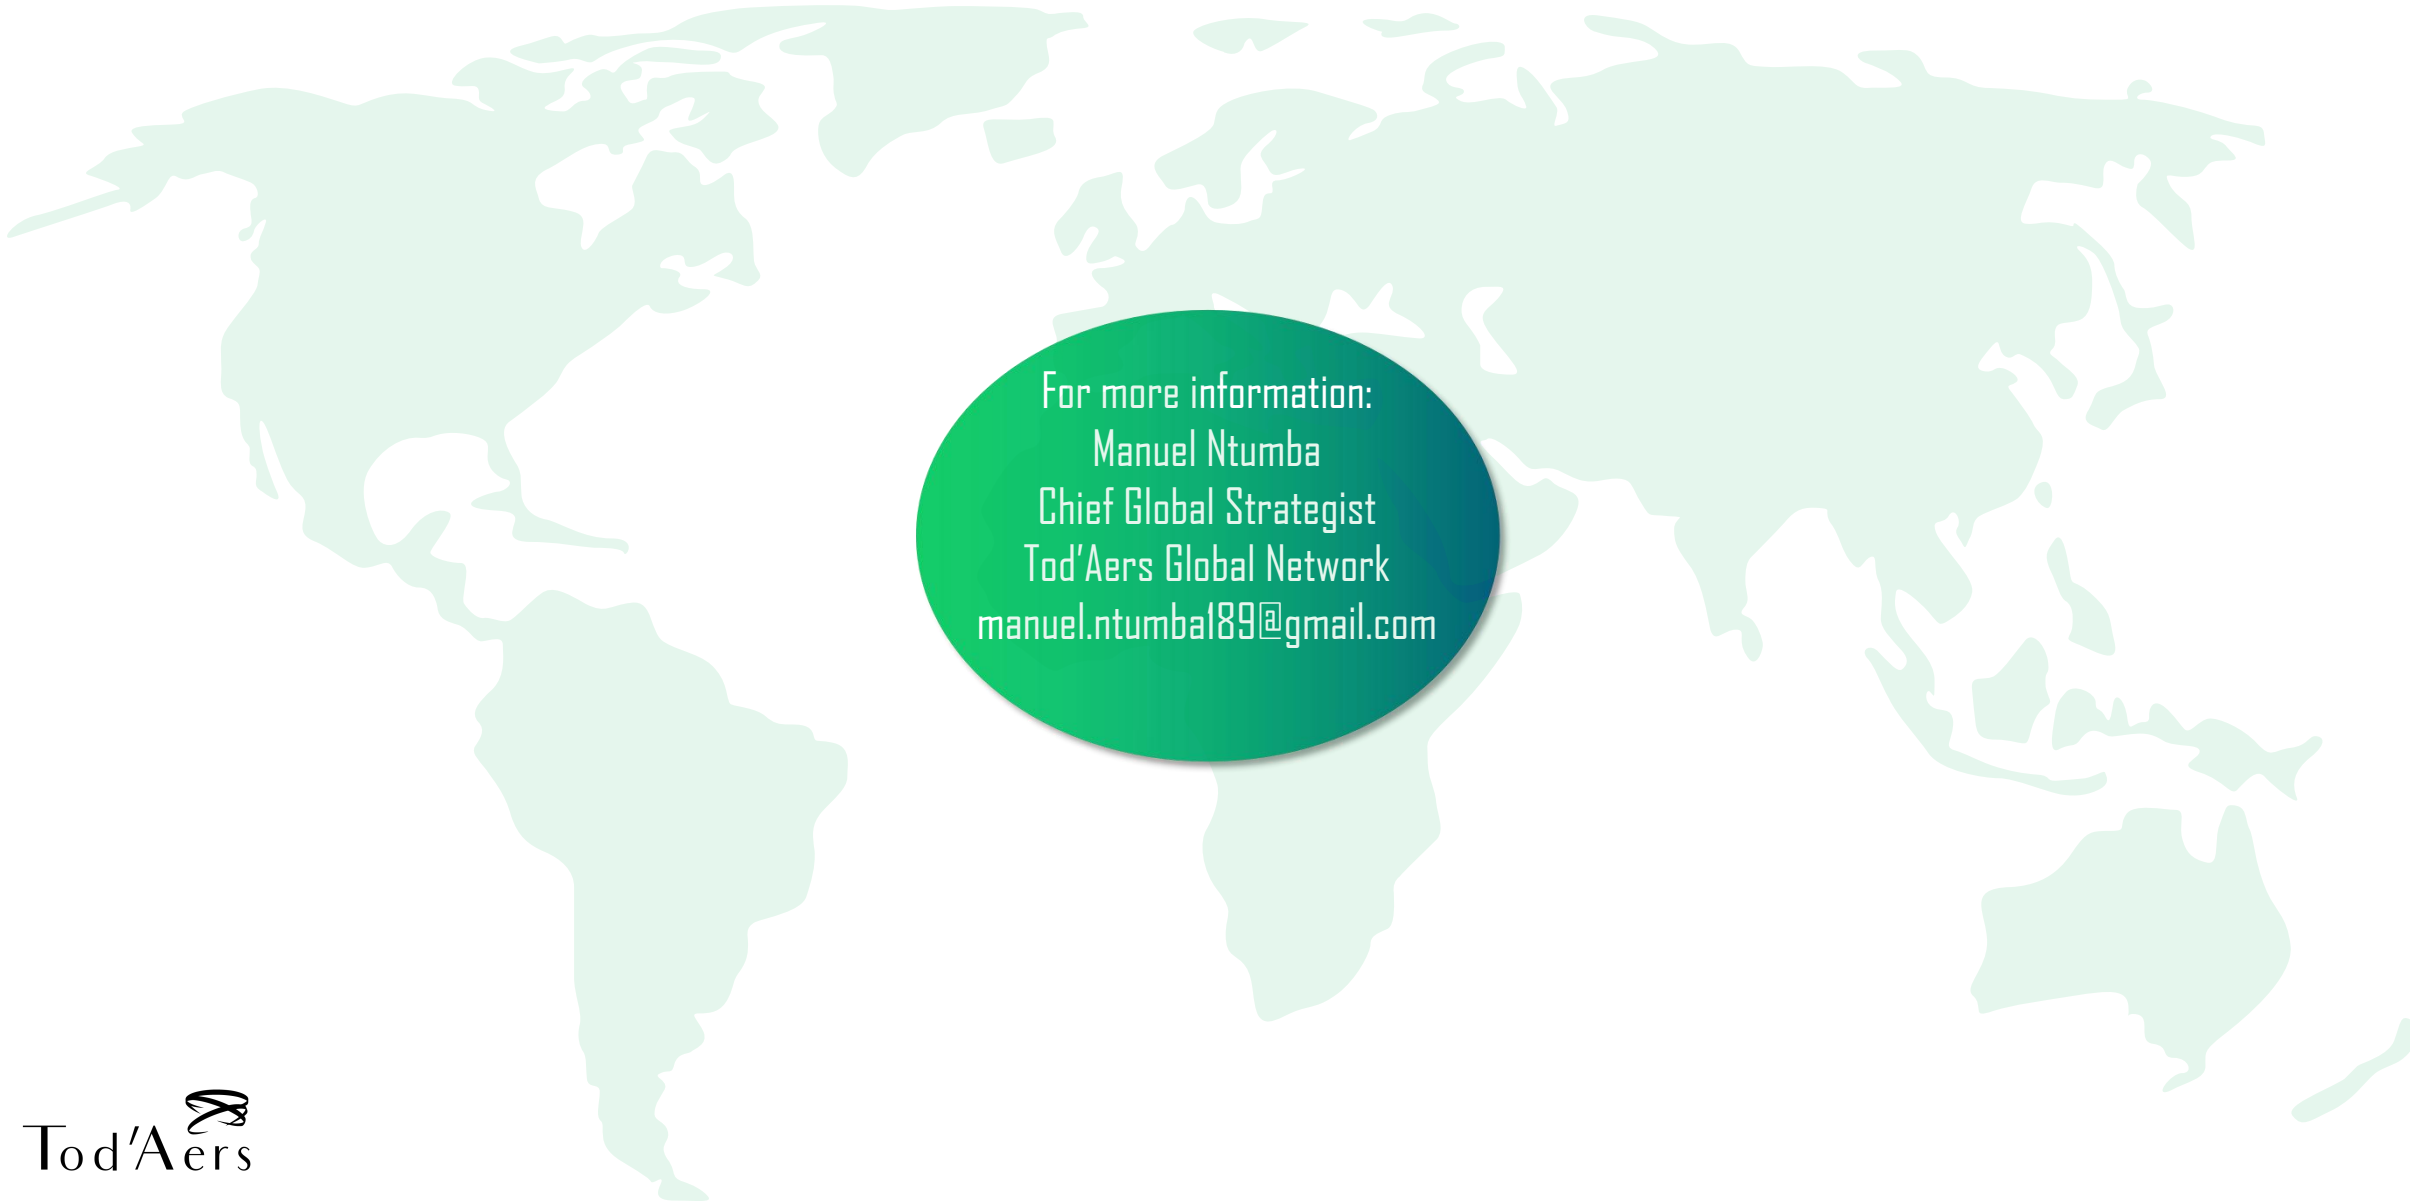 For more information:
Manuel Ntumba
Chief Global Strategist
Tod'Aers Global Network
manuel.ntumba189@gmail.com
Tod'Aers